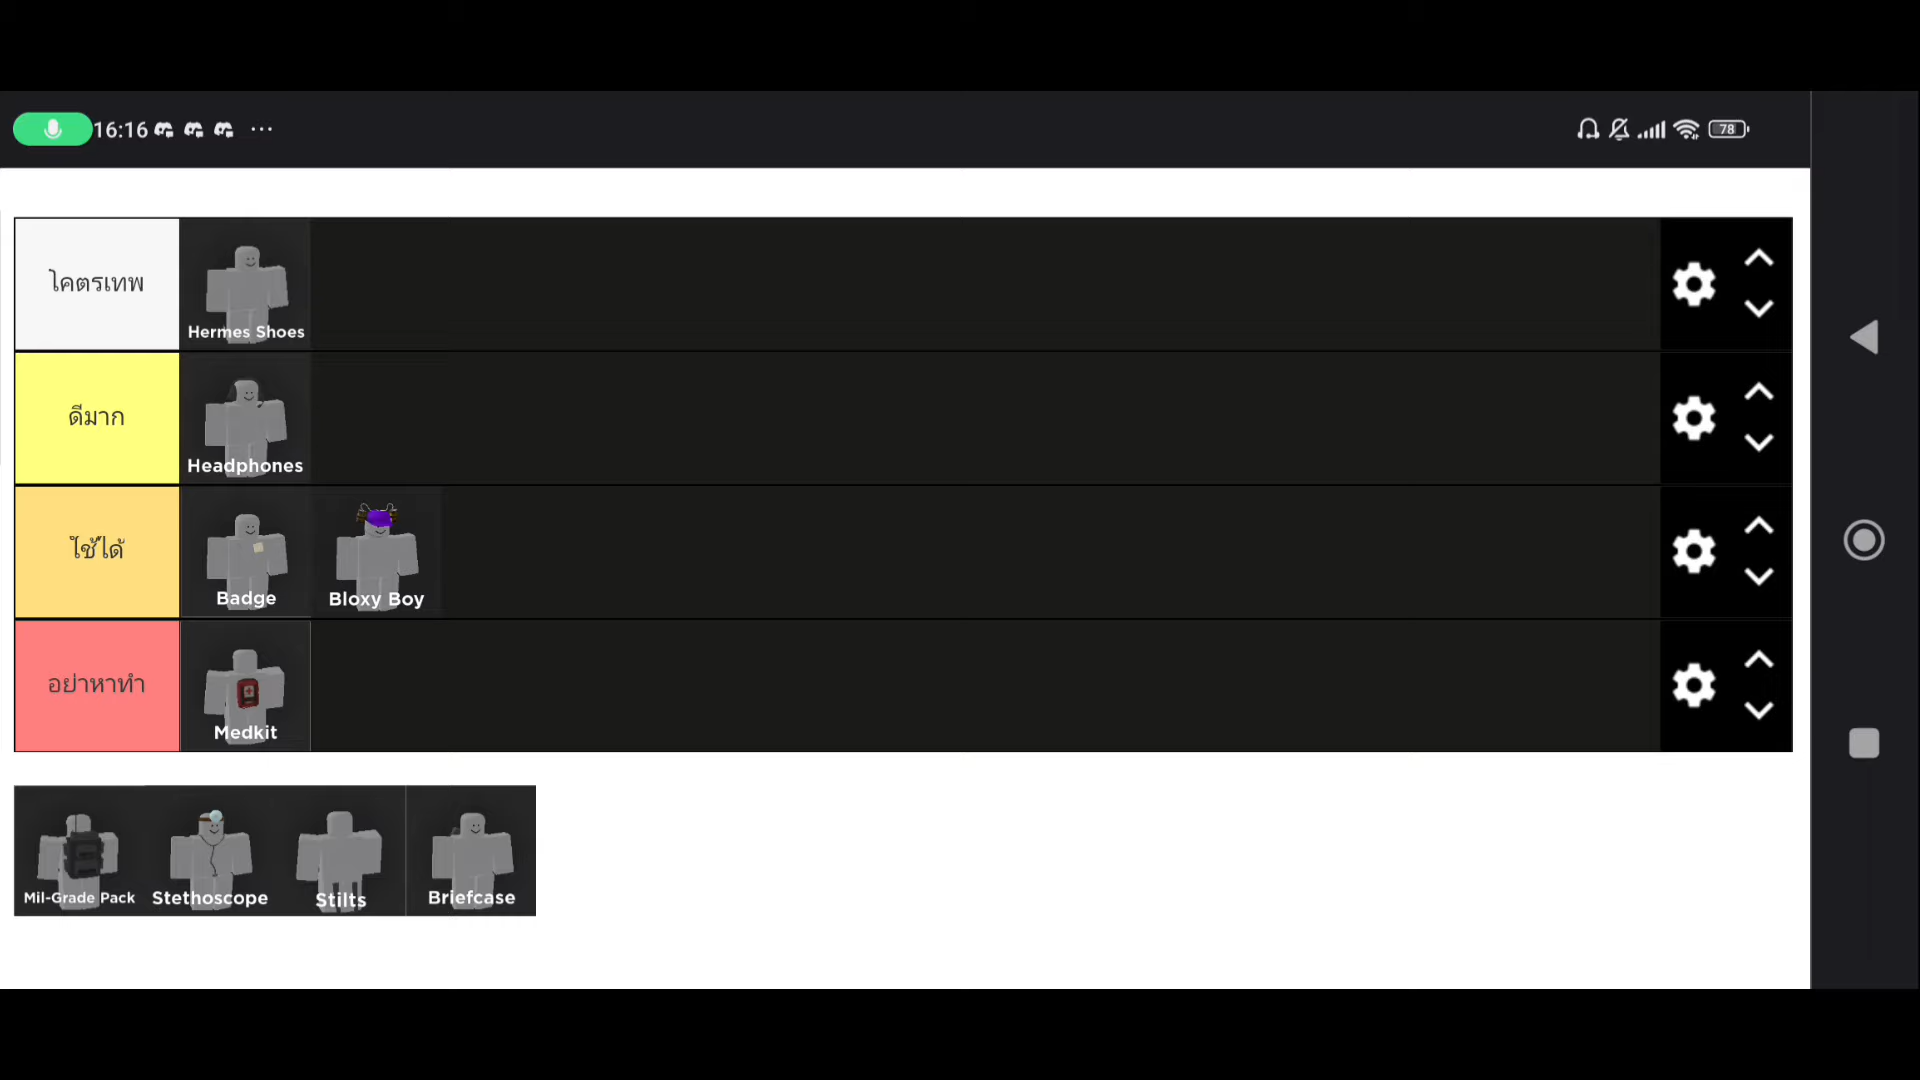 16:16
78
โคตรเทพ
Hermes Shoes
ดีมาก
Headphones
ใช้ได้
Badge
Bloxy Boy
อย่าหาทำ
Medkit
Mil-Grade Pack
Stethoscope
Stilts
Briefcase